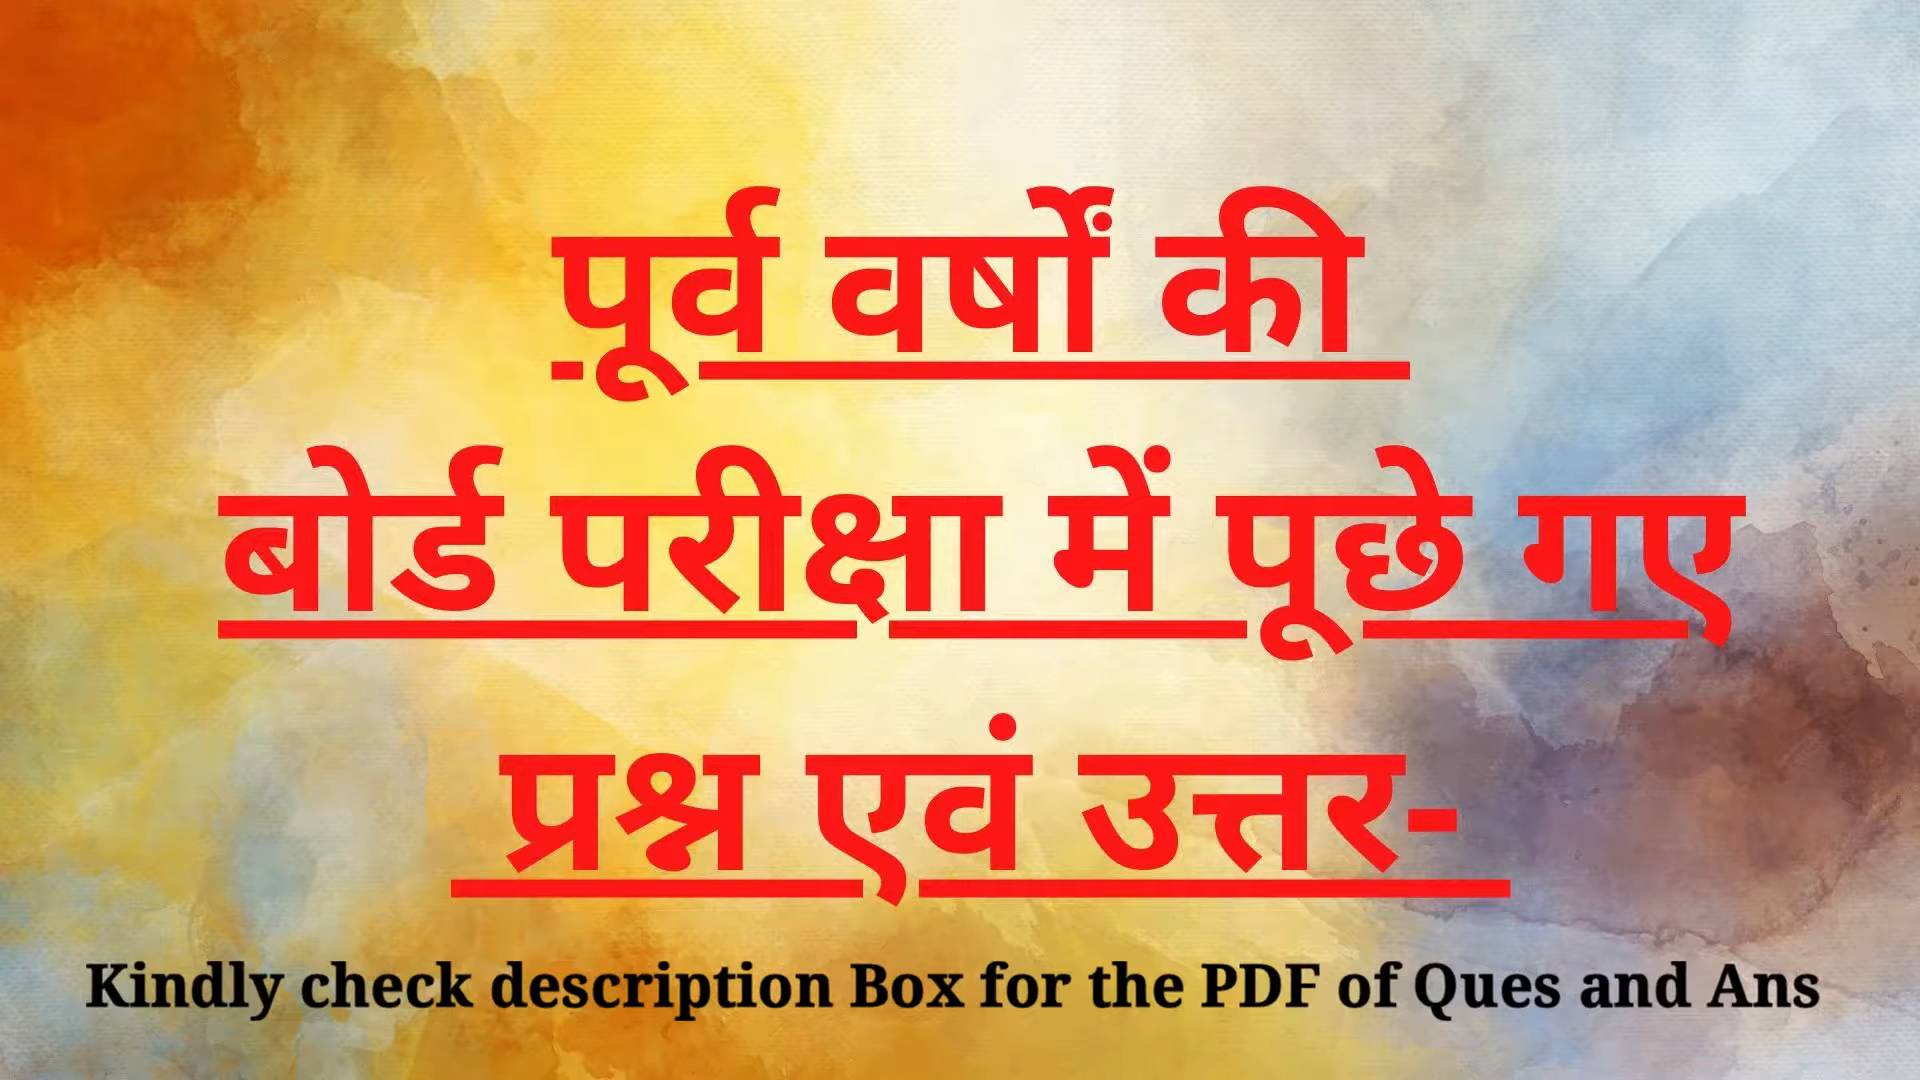 पूर्व वर्षों की
बोर्ड परीक्षा में पूछे गए
प्रश्न एवं उत्तर-
Kindly check description Box for the PDF of Ques and Ans